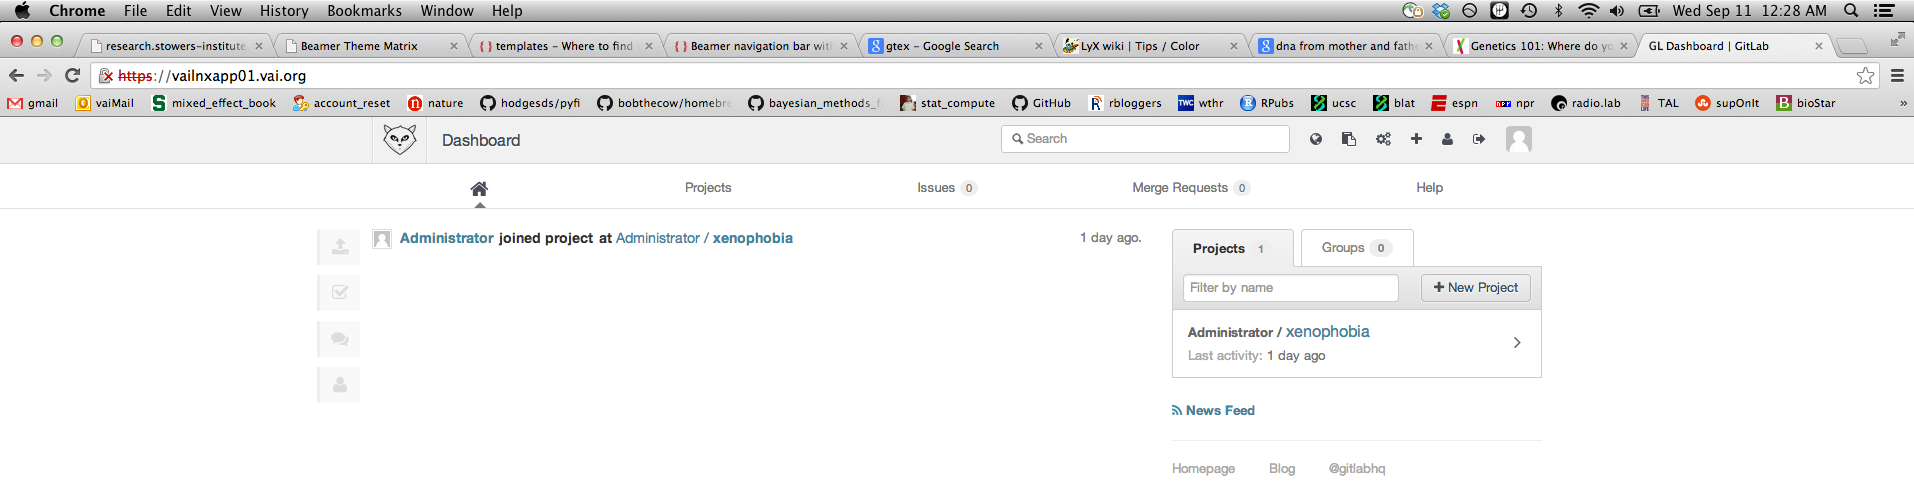 Chrome File Edit View History Bookmarks Window Help Wed Sep 11 12:28 AM
research.stowers-institute. Beamer Theme Matrix templates – Where to find Beamer navigation bar with gtex – Google Search LyX wiki | Tips / Color dna from mother and fathe Genetics 101: Where do yo GL Dashboard | GitLab
https://vailnxapp01.vai.org
gmail vaiMail mixed_effect_book account_reset nature hodgesds/pyfi bobthecow/homebre bayesian_methods_f stat_compute GitHub rbloggers wthr RPubs ucsc blat espn npr radio.lab TAL supOnIt bioStar »
Dashboard Search
Projects Issues 0 Merge Requests 0 Help
Administrator joined project at Administrator / xenophobia 1 day ago.
Projects 1 Groups 0
Filter by name New Project
Administrator / xenophobia
Last activity: 1 day ago
News Feed
Homepage Blog @gitlabhq